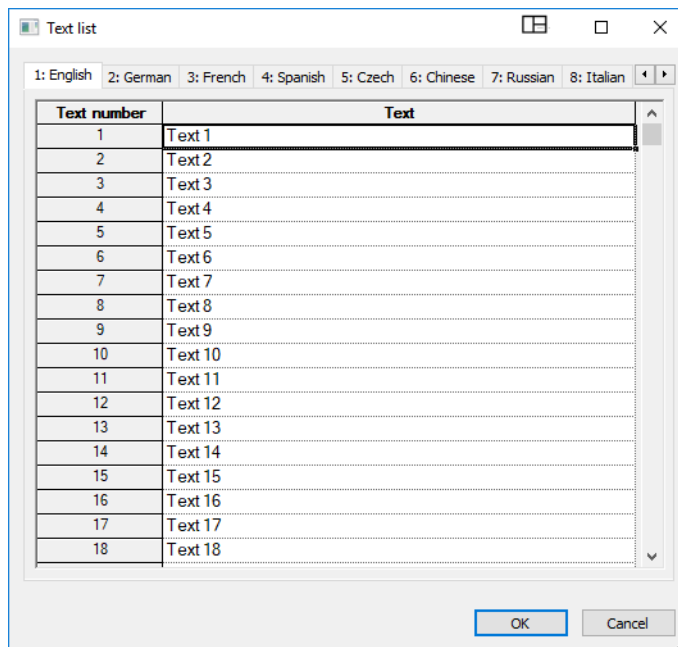 Text list
1: English 2: German 3: French 4: Spanish 5: Czech 6: Chinese 7: Russian 8: Italian
Text number Text
1 Text 1
2 Text 2
3 Text 3
4 Text 4
5 Text 5
6 Text 6
7 Text 7
8 Text 8
9 Text 9
10 Text 10
11 Text 11
12 Text 12
13 Text 13
14 Text 14
15 Text 15
16 Text 16
17 Text 17
18 Text 18
OK Cancel